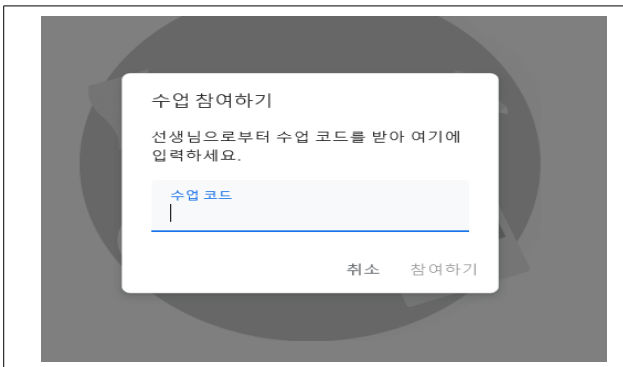 수업 참여하기
선생님으로부터 수업 코드를 받아 여기에
입력하세요.
수업 코드
취소 참여하기